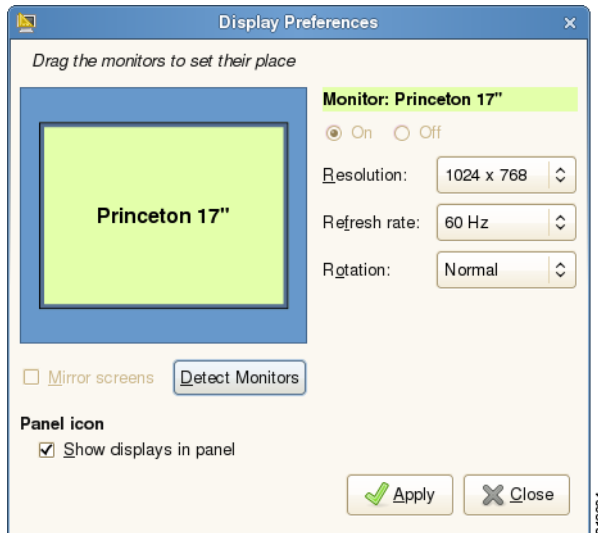 Display Preferences
Drag the monitors to set their place
Princeton 17"
Monitor: Princeton 17"
On Off
Resolution: 1024 x 768
Refresh rate: 60 Hz
Rotation: Normal
Mirror screens
Detect Monitors
Panel icon
Show displays in panel
Apply
Close